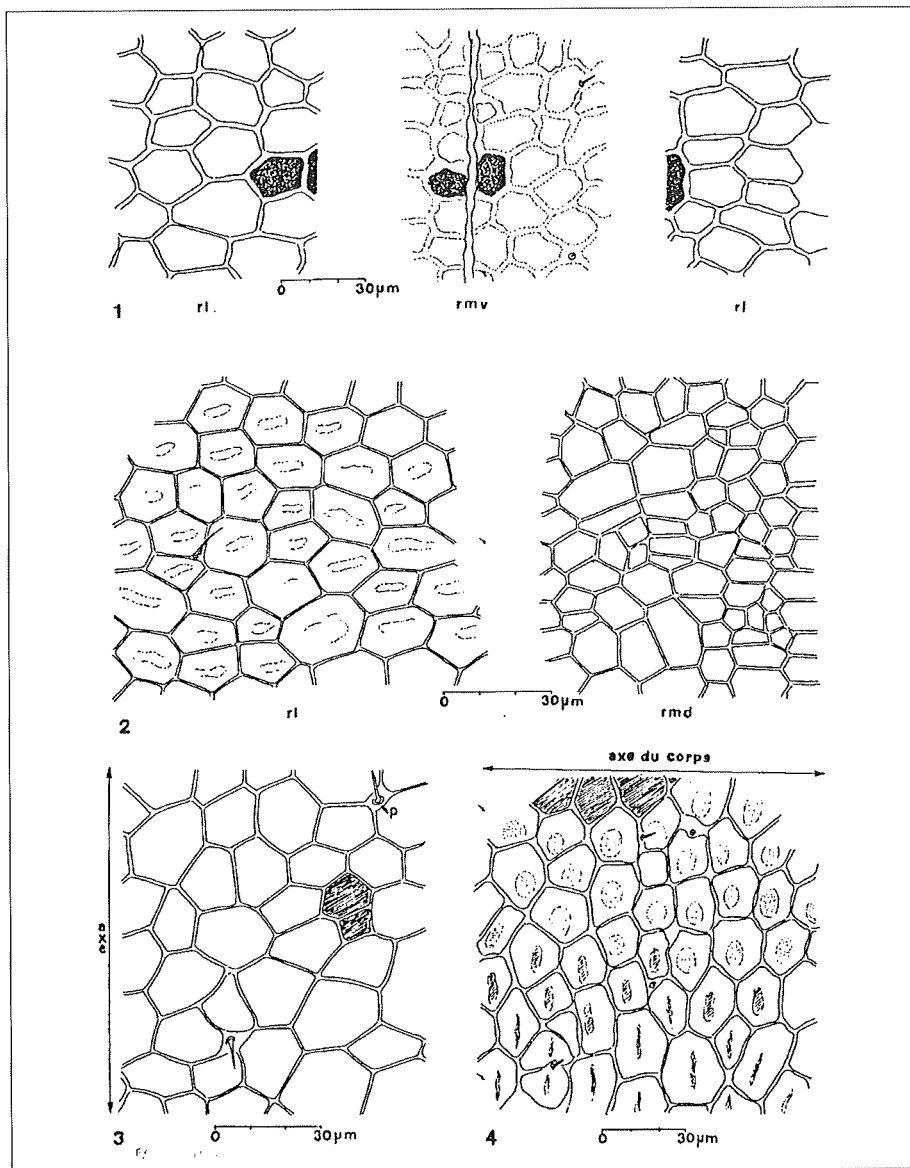 0 30µm
1 rl. rmv rl
0 30µm
2 rl rmd
axe du corps
p
axe
e
3 0 30µm
4 0 30µm